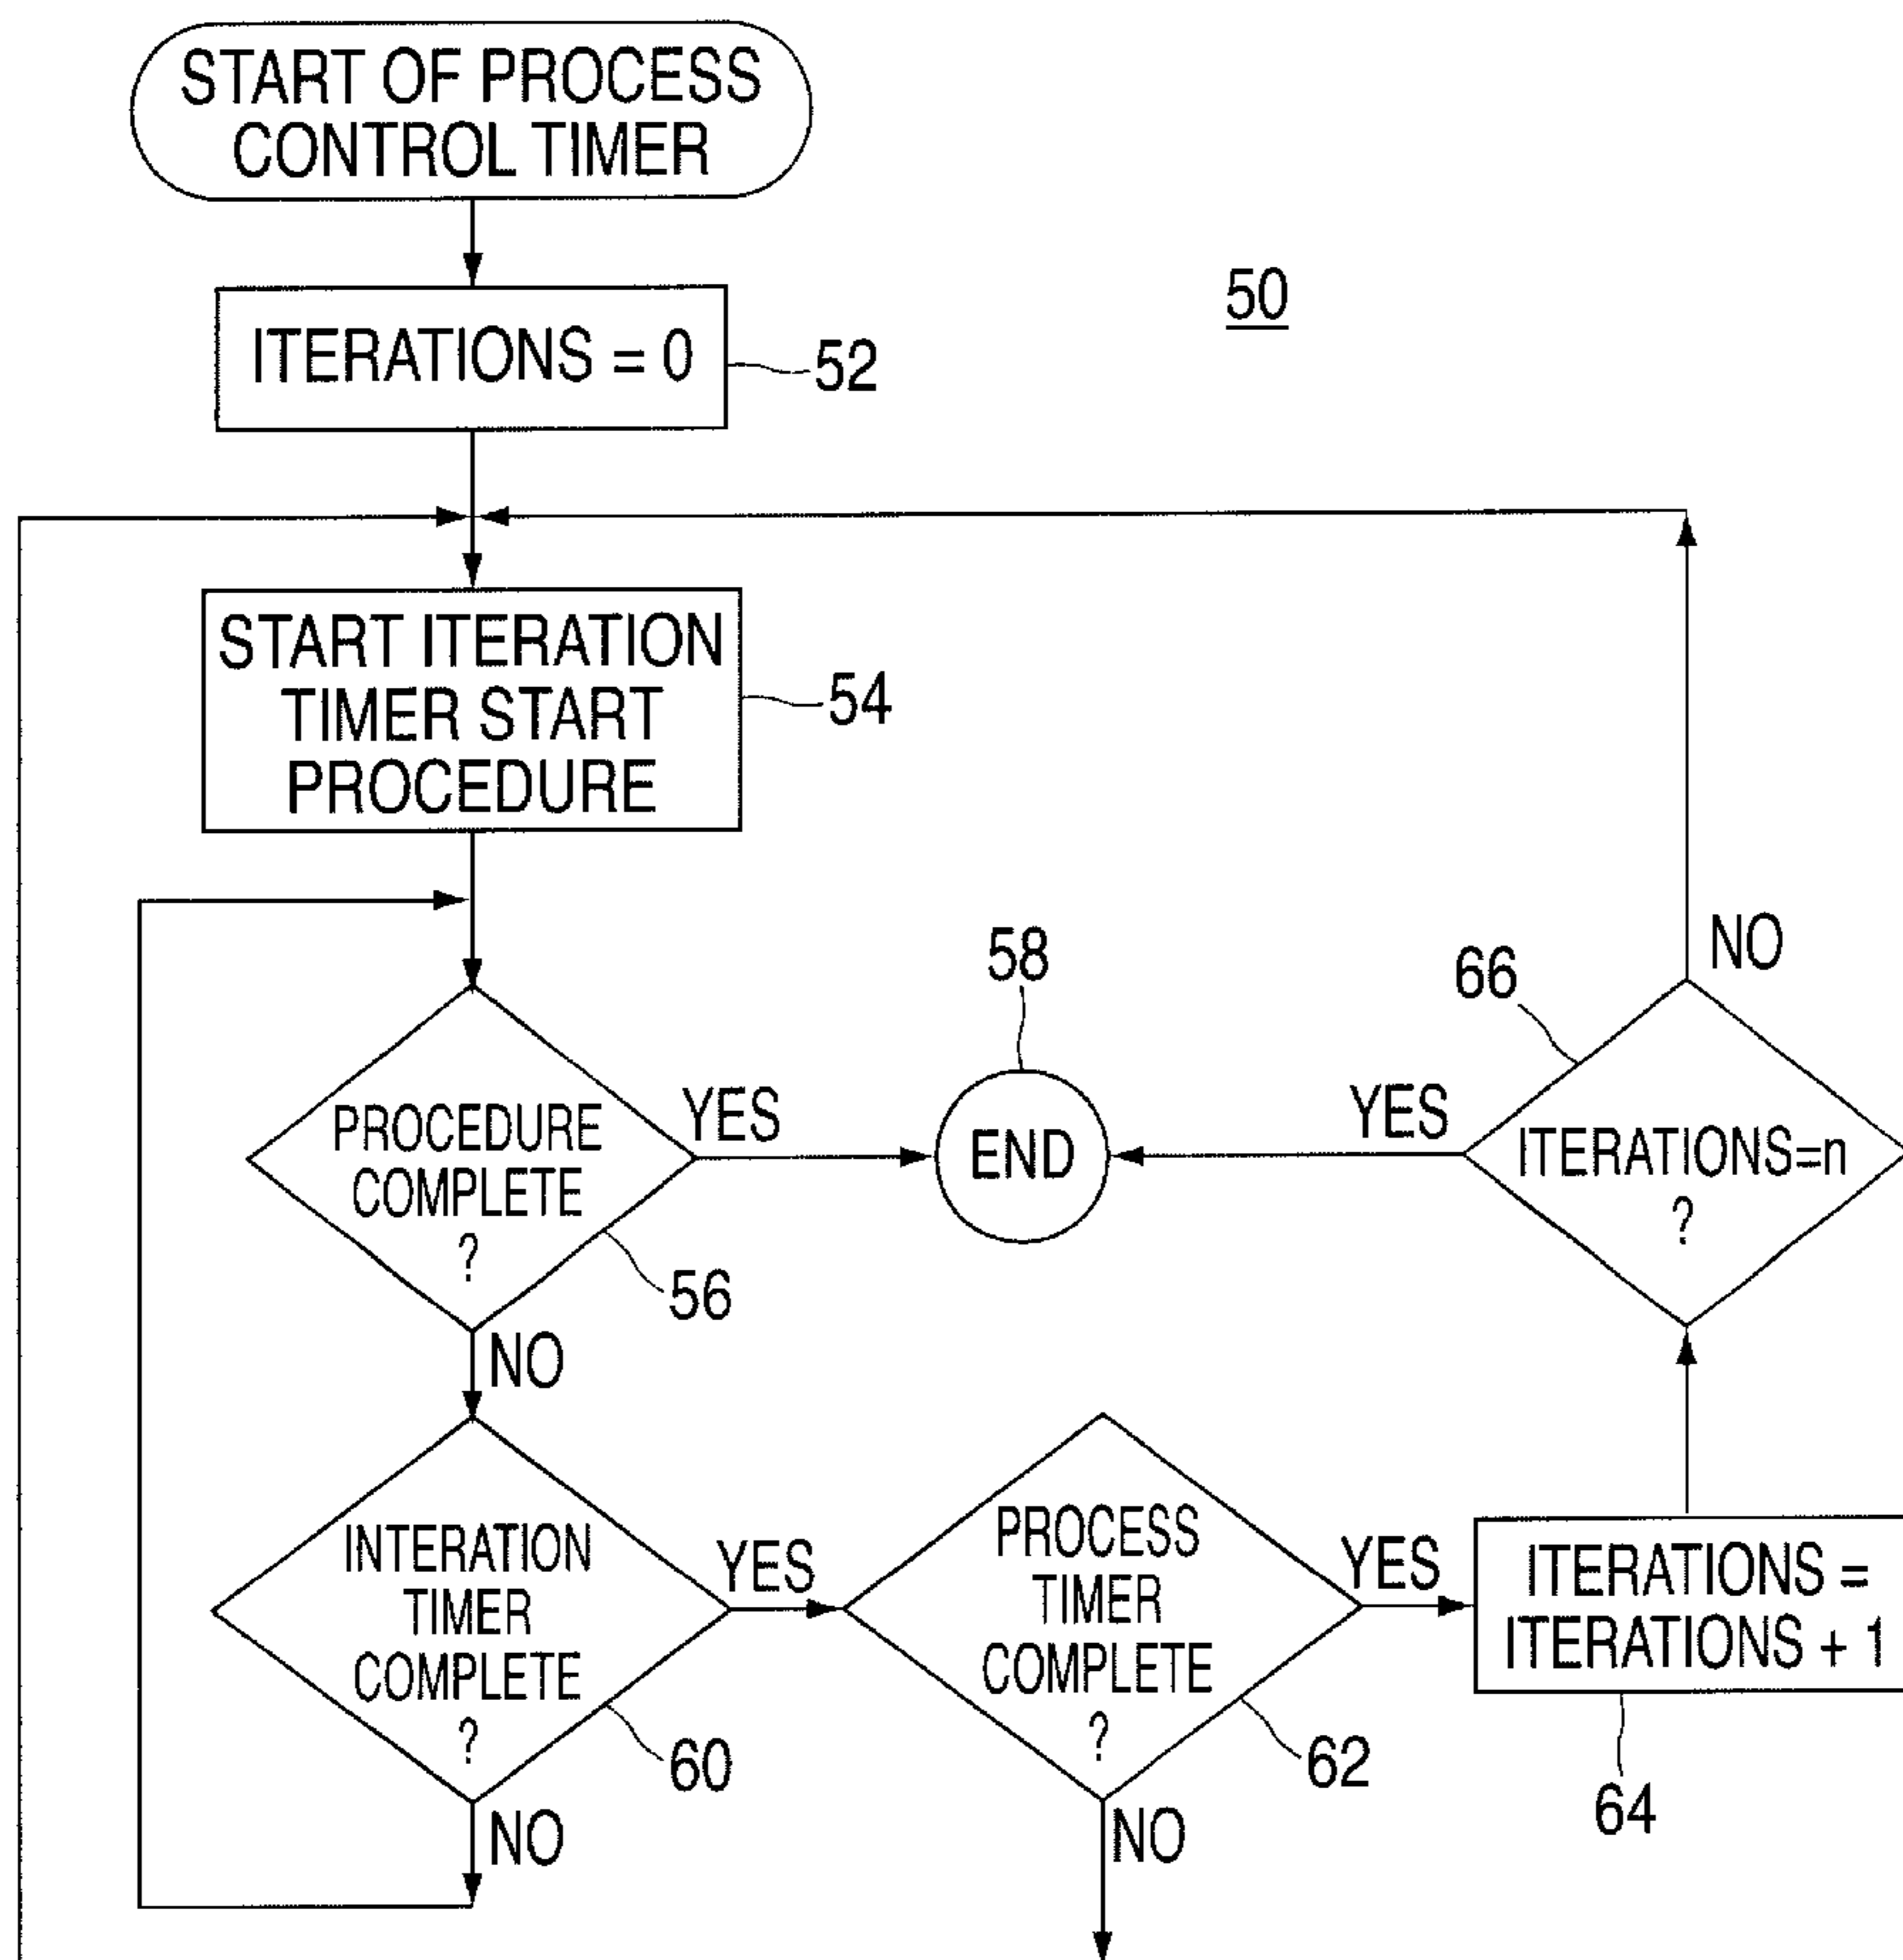 START OF PROCESS
CONTROL TIMER
50
ITERATIONS = 0
52
START ITERATION
TIMER START
PROCEDURE
54
58
66
NO
PROCEDURE
COMPLETE
?
YES
END
YES
ITERATIONS=n
?
56
NO
INTERATION
TIMER
COMPLETE
?
YES
PROCESS
TIMER
COMPLETE
?
YES
ITERATIONS =
ITERATIONS + 1
60
62
64
NO
NO